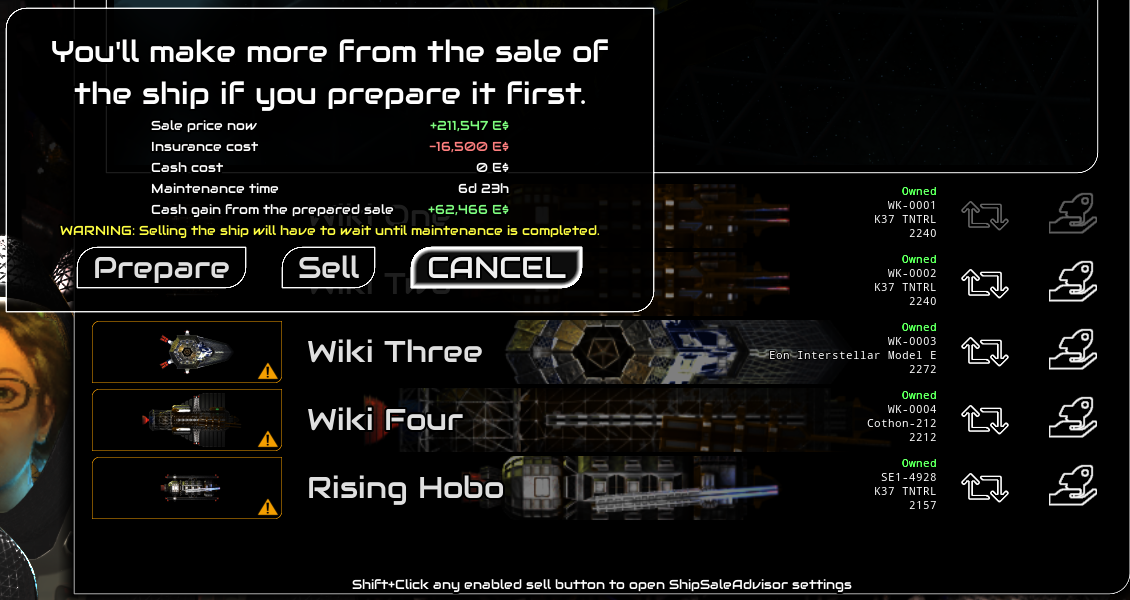 You'll make more from the sale of
the ship if you prepare it first.
Sale price now +211,547 E$
Insurance cost -16,500 E$
Cash cost 0 E$
Maintenance time 6d 23h
Cash gain from the prepared sale +62,466 E$
WARNING: Selling the ship will have to wait until maintenance is completed.
Prepare Sell CANCEL
Wiki One
Owned
WK-0001
K37 TNTRL
2240
Wiki Two
Owned
WK-0002
K37 TNTRL
2240
Wiki Three
Owned
WK-0003
Eon Interstellar Model E
2272
Wiki Four
Owned
WK-0004
Cothon-212
2212
Rising Hobo
Owned
SE1-4928
K37 TNTRL
2157
Shift+Click any enabled sell button to open ShipSaleAdvisor settings